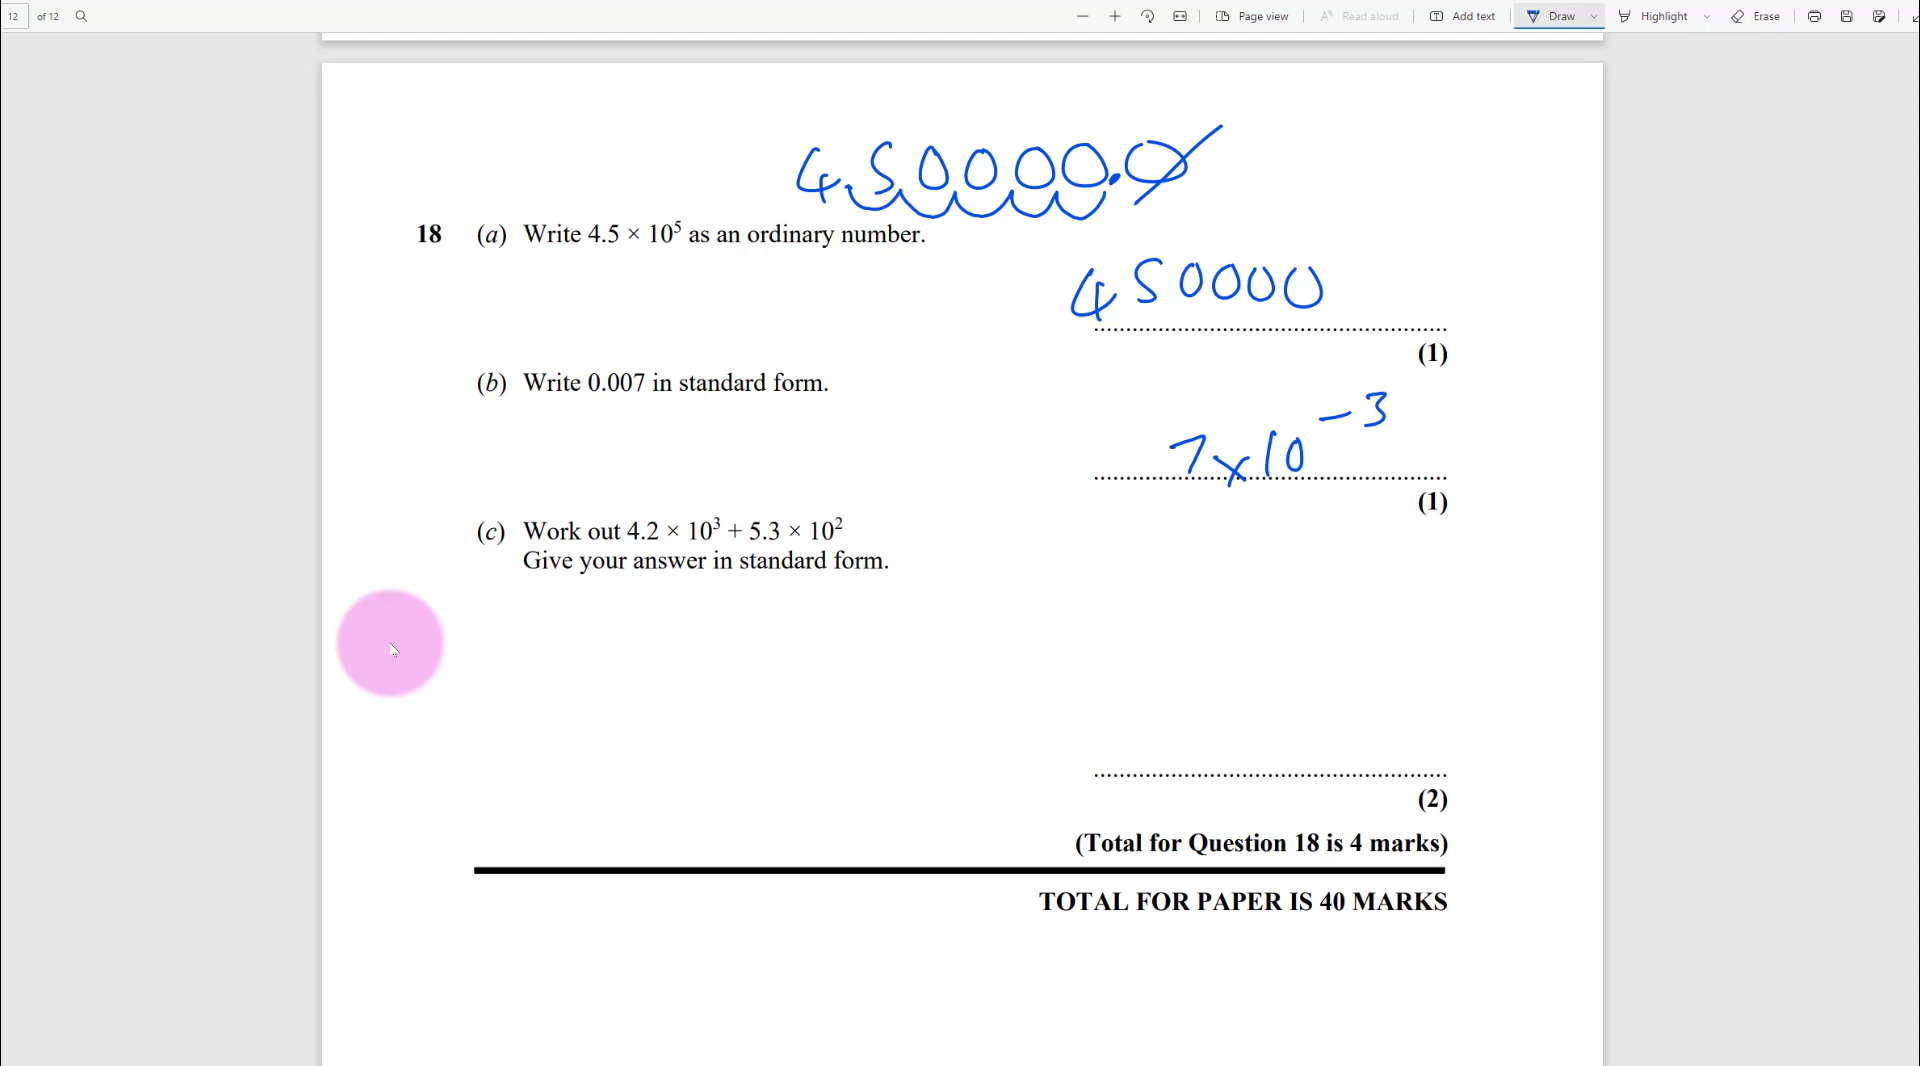 12 of 12 Page view Read aloud Add text Draw Highlight Erase
450000.0
18 (a) Write 4.5 × 10⁵ as an ordinary number.
450000
(1)
(b) Write 0.007 in standard form.
7×10⁻³
(1)
(c) Work out 4.2 × 10³ + 5.3 × 10²
Give your answer in standard form.
(2)
(Total for Question 18 is 4 marks)
TOTAL FOR PAPER IS 40 MARKS